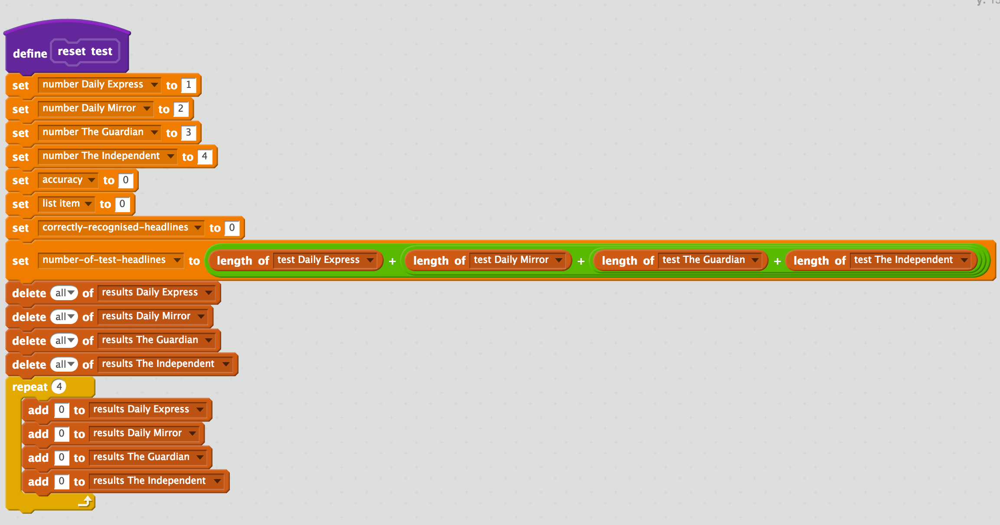 define reset test
set number Daily Express to 1
set number Daily Mirror to 2
set number The Guardian to 3
set number The Independent to 4
set accuracy to 0
set list item to 0
set correctly-recognised-headlines to 0
set number-of-test-headlines to length of test Daily Express + length of test Daily Mirror + length of test The Guardian + length of test The Independent
delete all of results Daily Express
delete all of results Daily Mirror
delete all of results The Guardian
delete all of results The Independent
repeat 4
add 0 to results Daily Express
add 0 to results Daily Mirror
add 0 to results The Guardian
add 0 to results The Independent